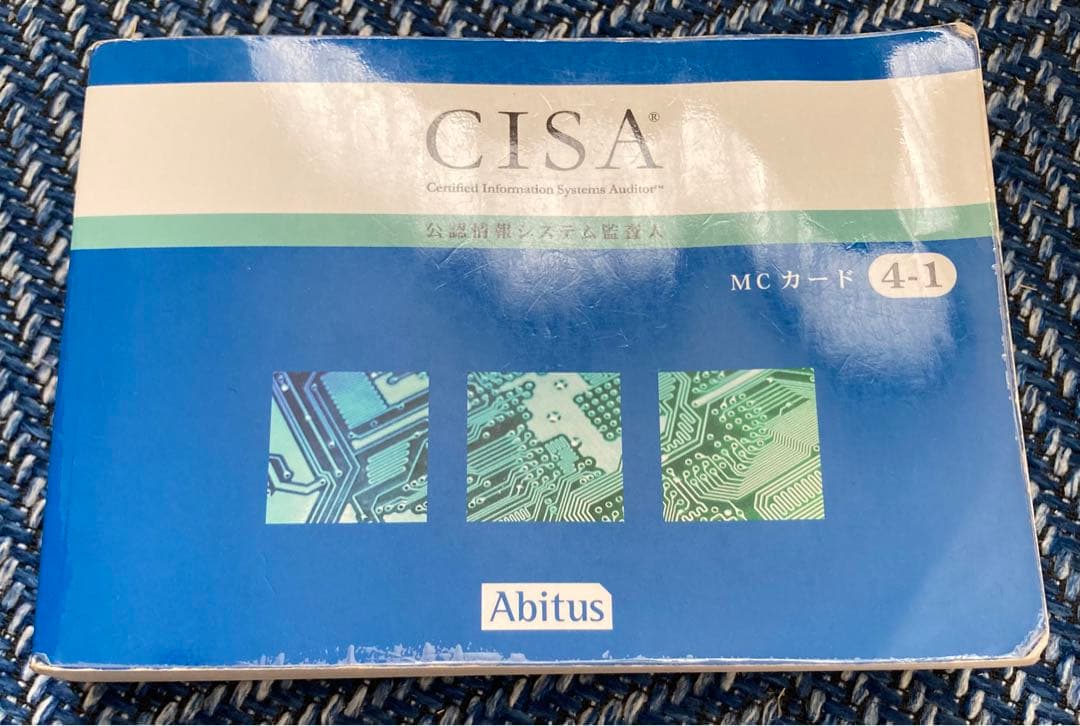 CISA®
Certified Information Systems Auditor™
公認情報システム監査人
MCカード 4-1
Abitus